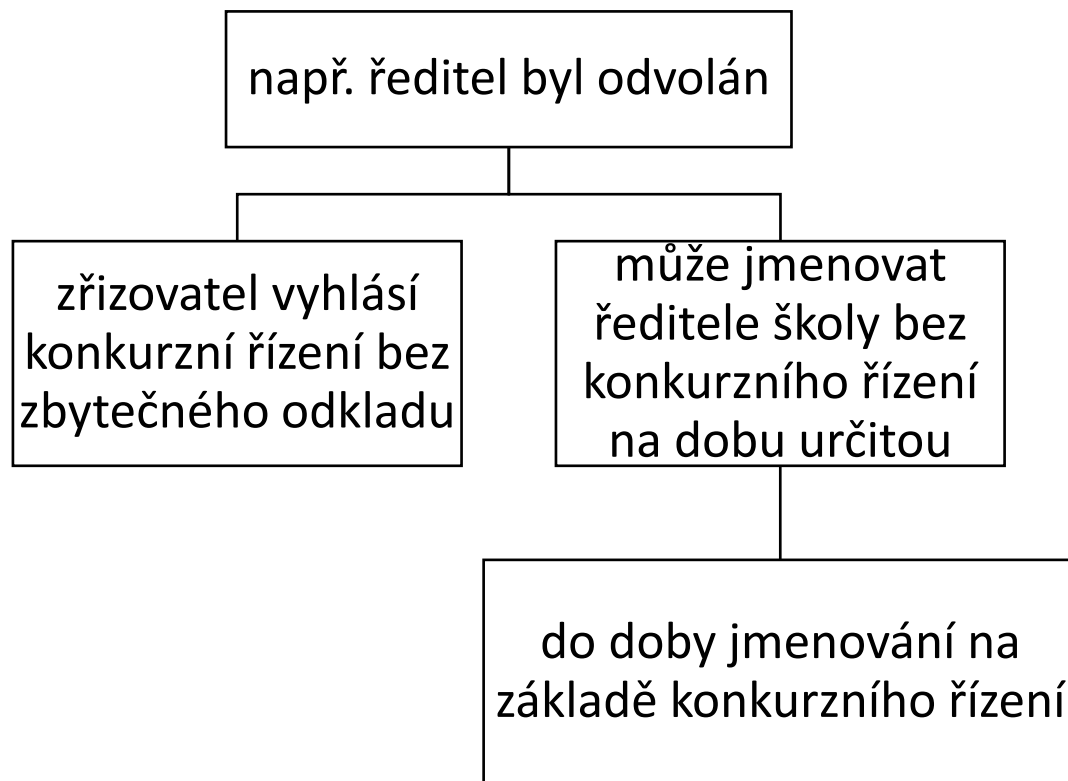 např. ředitel byl odvolán
zřizovatel vyhlásí
konkurzní řízení bez
zbytečného odkladu
může jmenovat
ředitele školy bez
konkurzního řízení
na dobu určitou
do doby jmenování na
základě konkurzního řízení